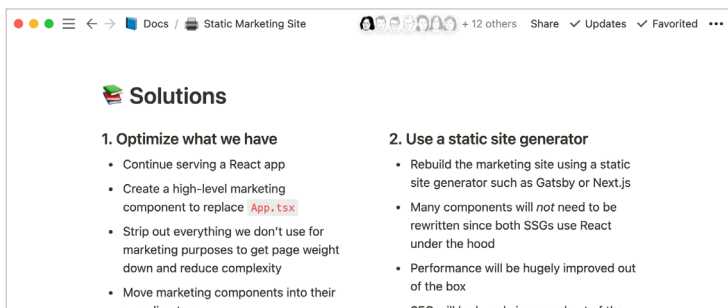 Docs / Static Marketing Site + 12 others Share Updates Favorited
Solutions
1. Optimize what we have
• Continue serving a React app
• Create a high-level marketing
component to replace App.tsx
• Strip out everything we don't use for
marketing purposes to get page weight
down and reduce complexity
• Move marketing components into their
2. Use a static site generator
• Rebuild the marketing site using a static
site generator such as Gatsby or Next.js
• Many components will not need to be
rewritten since both SSGs use React
under the hood
• Performance will be hugely improved out
of the box